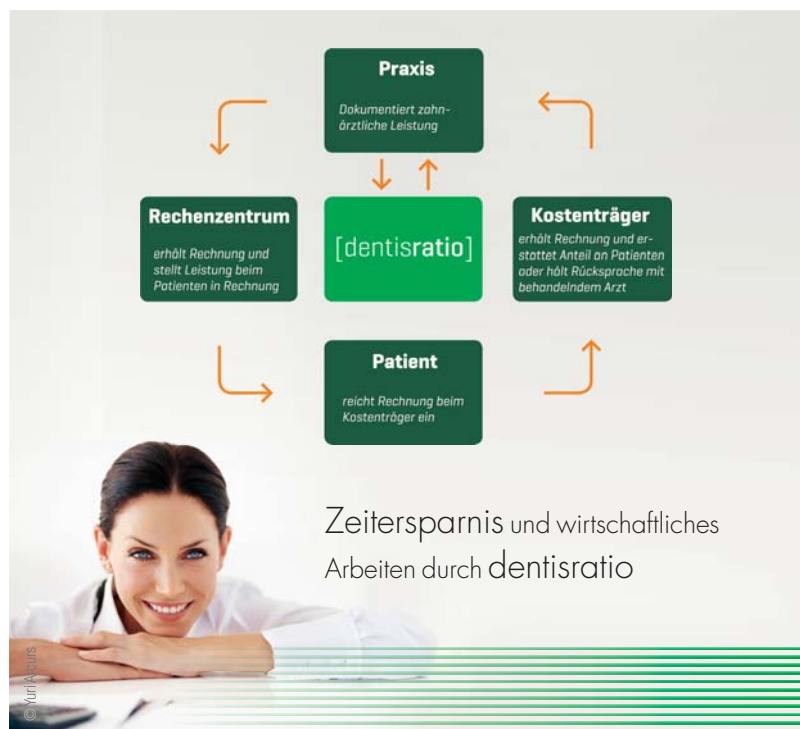 Praxis
Dokumentiert zahn-
ärztliche Leistung
Rechenzentrum
erhält Rechnung und
stellt Leistung beim
Patienten in Rechnung
[dentisratio]
Kostenträger
erhält Rechnung und er-
stattet Anteil an Patienten
oder hält Rücksprache mit
behandelndem Arzt
Patient
reicht Rechnung beim
Kostenträger ein
Zeitersparnis und wirtschaftliches
Arbeiten durch dentisratio
© Yuri Arcurs